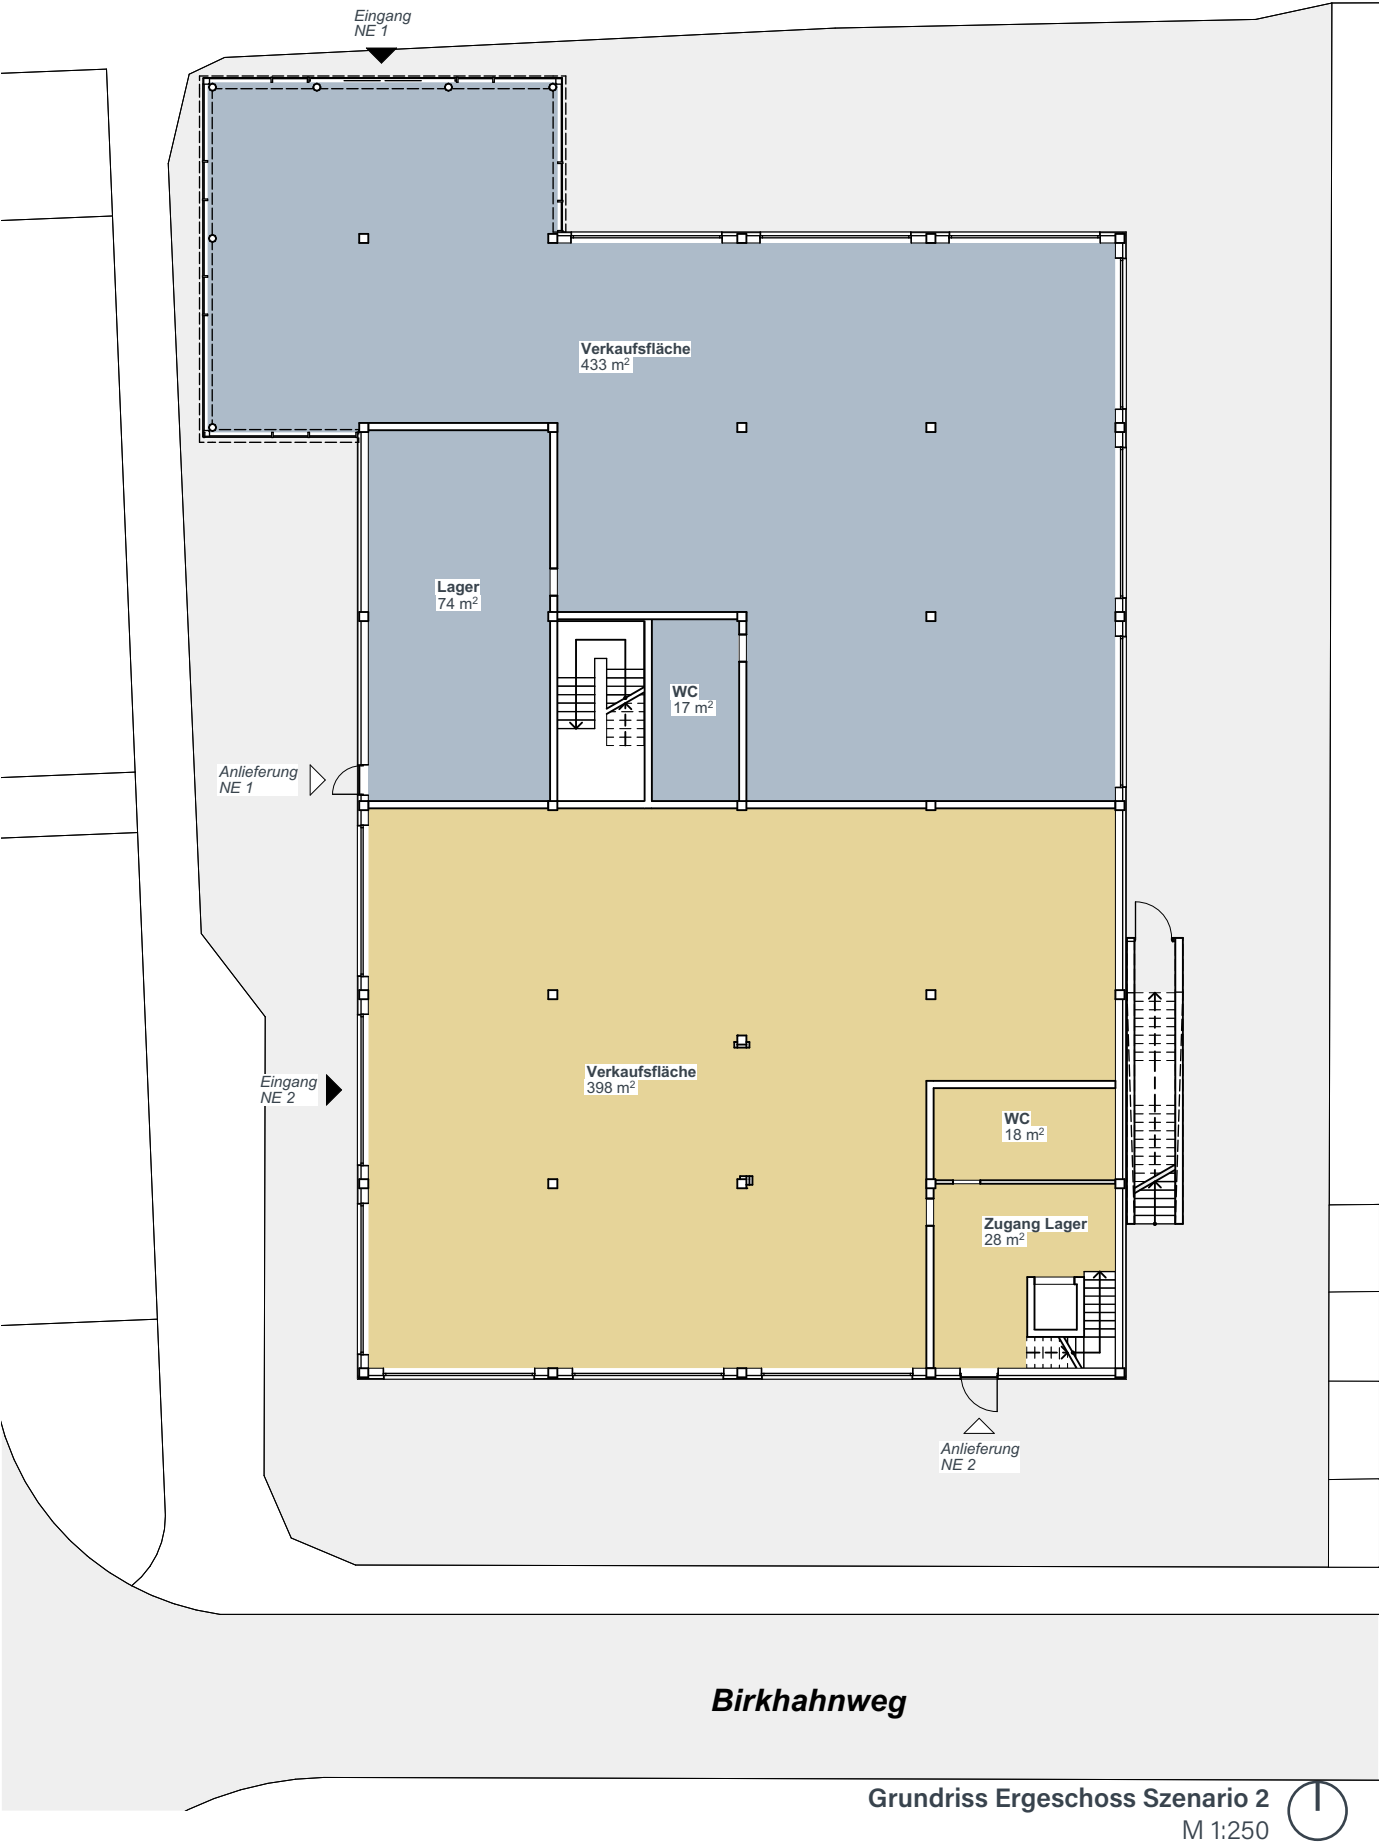 Eingang
NE 1
Verkaufsfläche
433 m²
Lager
74 m²
WC
17 m²
Anlieferung
NE 1
Verkaufsfläche
398 m²
Eingang
NE 2
WC
18 m²
Zugang Lager
28 m²
Anlieferung
NE 2
Birkhahnweg
Grundriss Ergeschoss Szenario 2
M 1:250